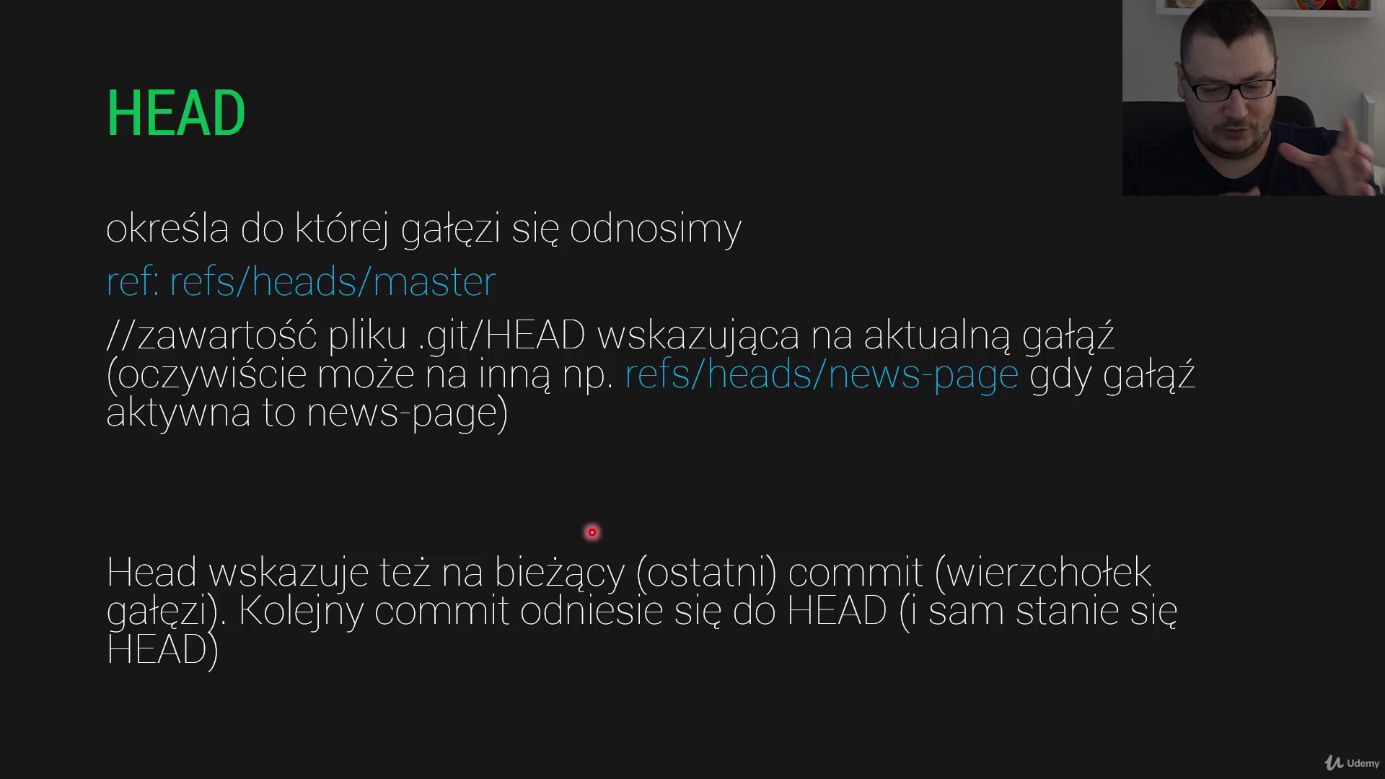 HEAD
określa do której gałęzi się odnosimy
ref: refs/heads/master
//zawartość pliku .git/HEAD wskazująca na aktualną gałąź
(oczywiście może na inną np. refs/heads/news-page gdy gałąź
aktywna to news-page)
Head wskazuje też na bieżący (ostatni) commit (wierzchołek
gałęzi). Kolejny commit odniesie się do HEAD (i sam stanie się
HEAD)
Udemy